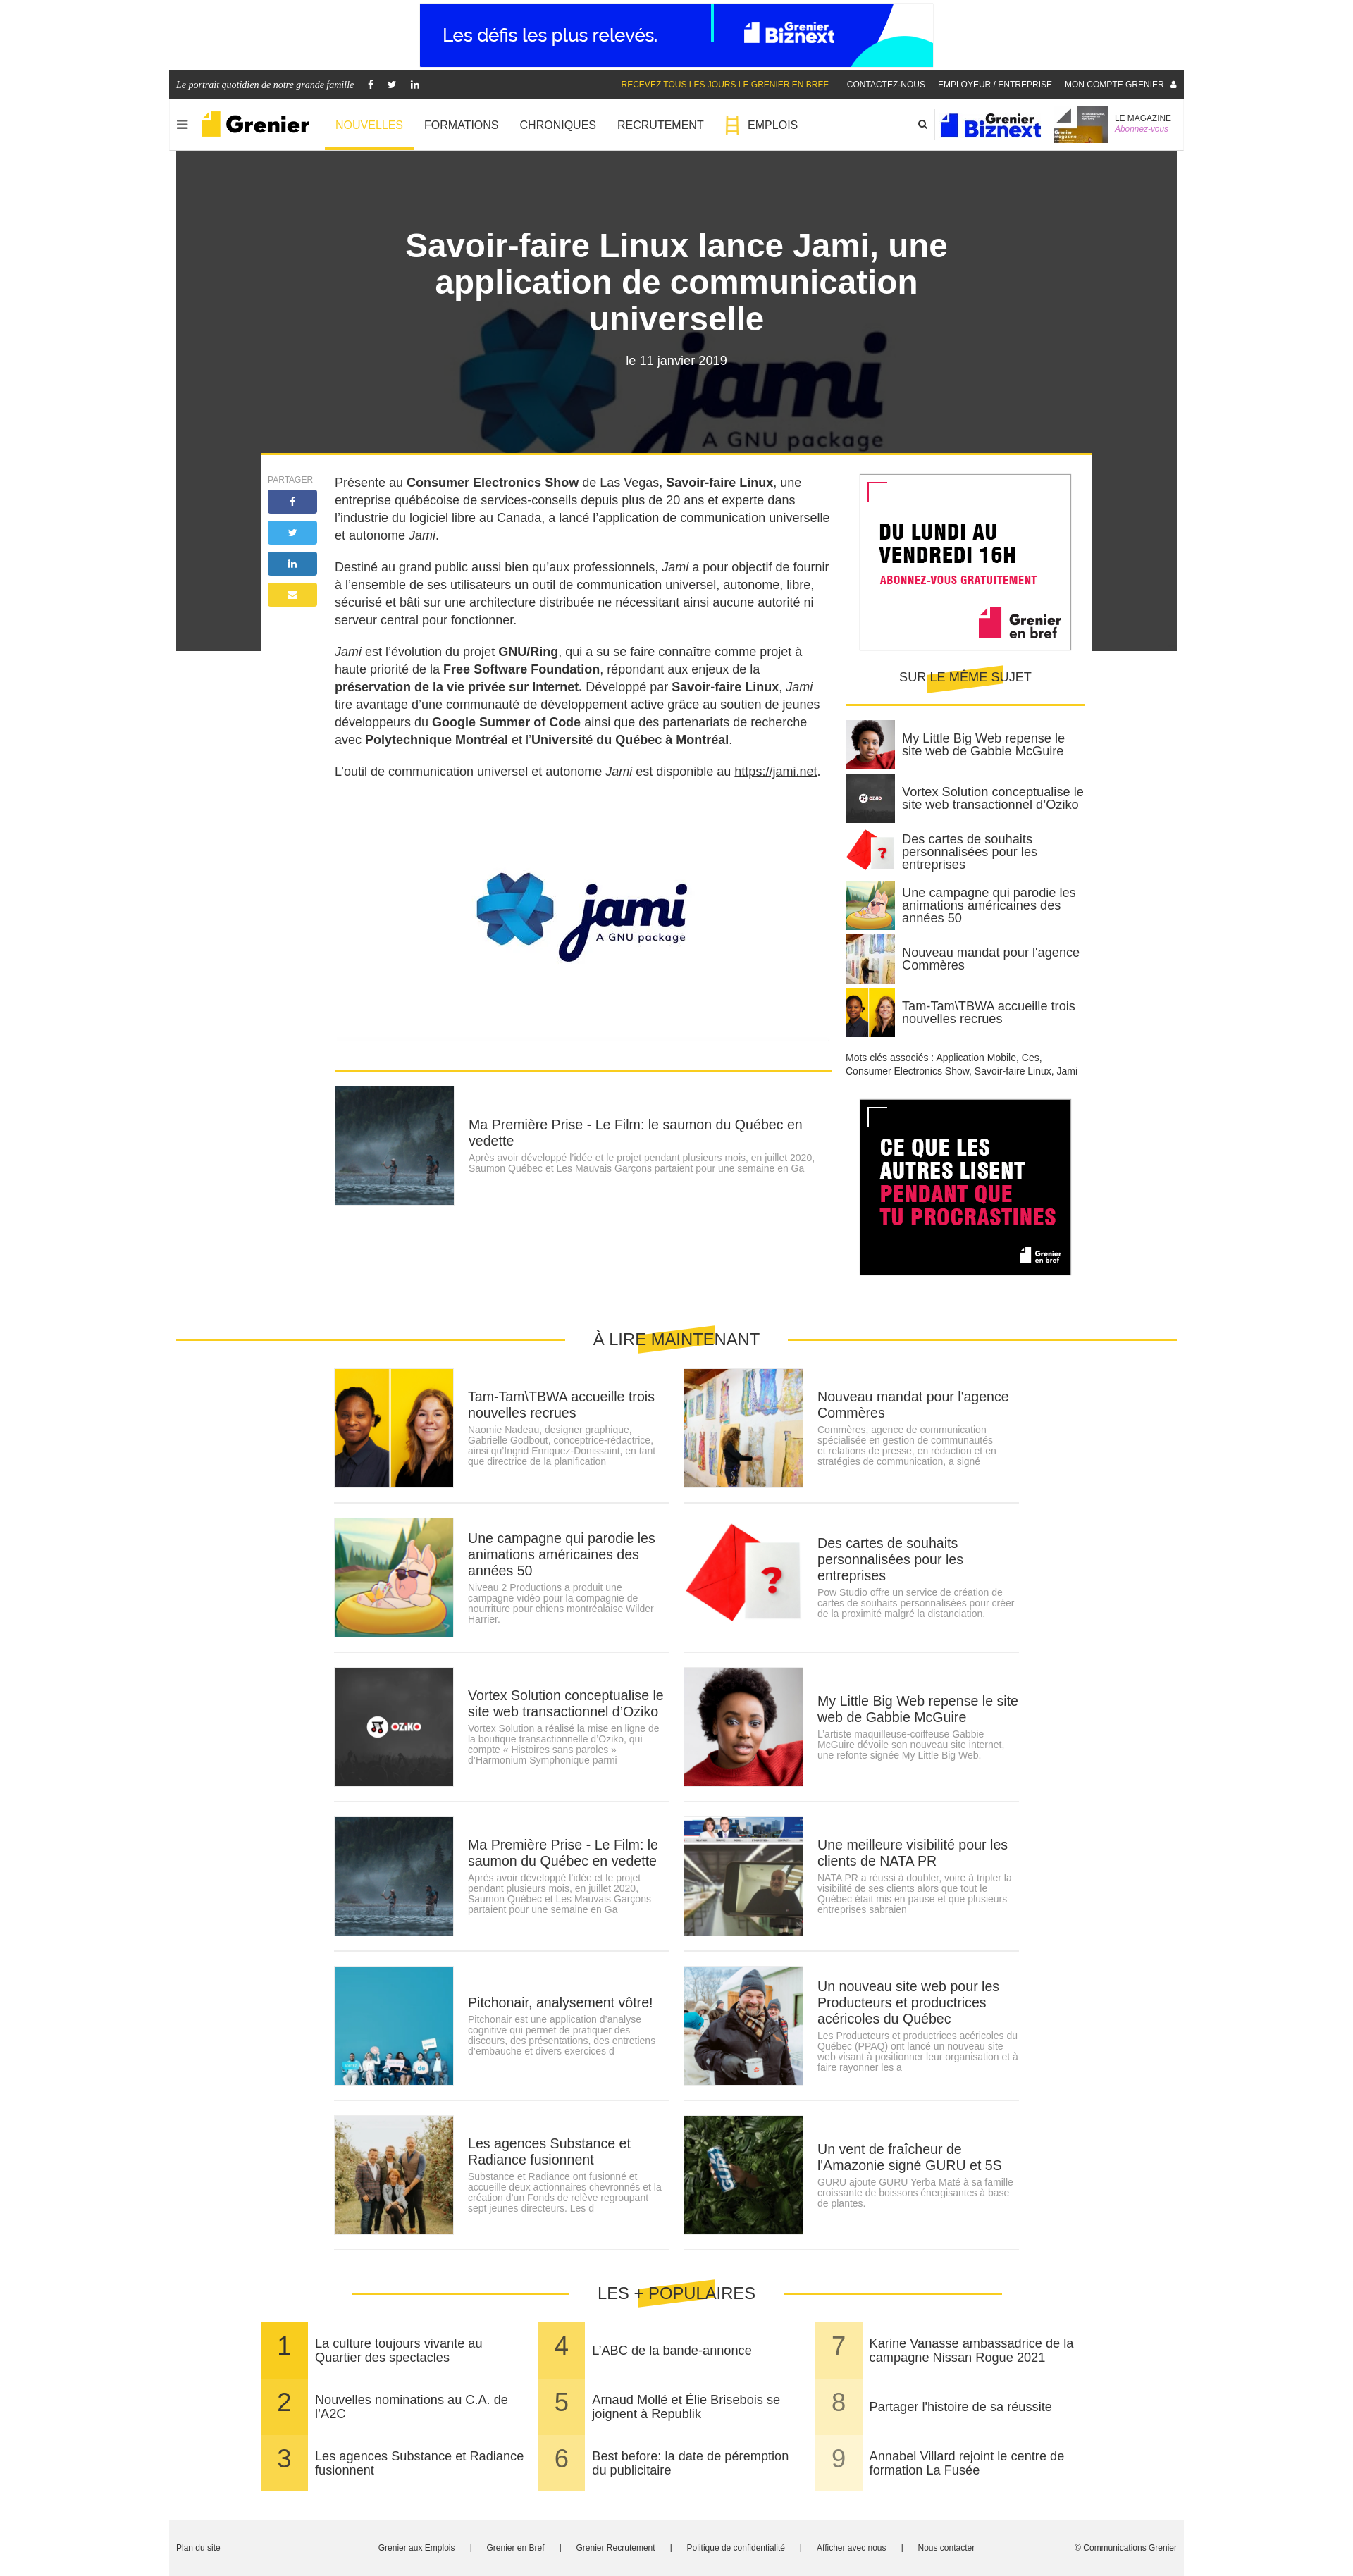 Les défis les plus relevés.
Grenier
Biznext
Le portrait quotidien de notre grande famille
RECEVEZ TOUS LES JOURS LE GRENIER EN BREF
CONTACTEZ-NOUS
EMPLOYEUR / ENTREPRISE
MON COMPTE GRENIER
Grenier
NOUVELLES
FORMATIONS
CHRONIQUES
RECRUTEMENT
EMPLOIS
Grenier
Biznext
LE MAGAZINE
Abonnez-vous
Savoir-faire Linux lance Jami, une
application de communication
universelle
le 11 janvier 2019
jami
A GNU package
PARTAGER
Présente au Consumer Electronics Show de Las Vegas, Savoir-faire Linux, une
entreprise québécoise de services-conseils depuis plus de 20 ans et experte dans
l’industrie du logiciel libre au Canada, a lancé l’application de communication universelle
et autonome Jami.
Destiné au grand public aussi bien qu’aux professionnels, Jami a pour objectif de fournir
à l’ensemble de ses utilisateurs un outil de communication universel, autonome, libre,
sécurisé et bâti sur une architecture distribuée ne nécessitant ainsi aucune autorité ni
serveur central pour fonctionner.
Jami est l’évolution du projet GNU/Ring, qui a su se faire connaître comme projet à
haute priorité de la Free Software Foundation, répondant aux enjeux de la
préservation de la vie privée sur Internet. Développé par Savoir-faire Linux, Jami
tire avantage d’une communauté de développement active grâce au soutien de jeunes
développeurs du Google Summer of Code ainsi que des partenariats de recherche
avec Polytechnique Montréal et l’Université du Québec à Montréal.
L’outil de communication universel et autonome Jami est disponible au https://jami.net.
jami
A GNU package
Ma Première Prise - Le Film: le saumon du Québec en
vedette
Après avoir développé l’idée et le projet pendant plusieurs mois, en juillet 2020,
Saumon Québec et Les Mauvais Garçons partaient pour une semaine en Ga
DU LUNDI AU
VENDREDI 16H
ABONNEZ-VOUS GRATUITEMENT
Grenier
en bref
SUR LE MÊME SUJET
My Little Big Web repense le
site web de Gabbie McGuire
Vortex Solution conceptualise le
site web transactionnel d’Oziko
Des cartes de souhaits
personnalisées pour les
entreprises
Une campagne qui parodie les
animations américaines des
années 50
Nouveau mandat pour l'agence
Commères
Tam-Tam\TBWA accueille trois
nouvelles recrues
Mots clés associés : Application Mobile, Ces,
Consumer Electronics Show, Savoir-faire Linux, Jami
CE QUE LES
AUTRES LISENT
PENDANT QUE
TU PROCRASTINES
Grenier
en bref
À LIRE MAINTENANT
Tam-Tam\TBWA accueille trois
nouvelles recrues
Naomie Nadeau, designer graphique,
Gabrielle Godbout, conceptrice-rédactrice,
ainsi qu’Ingrid Enriquez-Donissaint, en tant
que directrice de la planification
Nouveau mandat pour l'agence
Commères
Commères, agence de communication
spécialisée en gestion de communautés
et relations de presse, en rédaction et en
stratégies de communication, a signé
Une campagne qui parodie les
animations américaines des
années 50
Niveau 2 Productions a produit une
campagne vidéo pour la compagnie de
nourriture pour chiens montréalaise Wilder
Harrier.
?
Des cartes de souhaits
personnalisées pour les
entreprises
Pow Studio offre un service de création de
cartes de souhaits personnalisées pour créer
de la proximité malgré la distanciation.
OZIKO
Vortex Solution conceptualise le
site web transactionnel d’Oziko
Vortex Solution a réalisé la mise en ligne de
la boutique transactionnelle d’Oziko, qui
compte « Histoires sans paroles »
d’Harmonium Symphonique parmi
My Little Big Web repense le site
web de Gabbie McGuire
L’artiste maquilleuse-coiffeuse Gabbie
McGuire dévoile son nouveau site internet,
une refonte signée My Little Big Web.
Ma Première Prise - Le Film: le
saumon du Québec en vedette
Après avoir développé l’idée et le projet
pendant plusieurs mois, en juillet 2020,
Saumon Québec et Les Mauvais Garçons
partaient pour une semaine en Ga
Une meilleure visibilité pour les
clients de NATA PR
NATA PR a réussi à doubler, voire à tripler la
visibilité de ses clients alors que tout le
Québec était mis en pause et que plusieurs
entreprises sabraien
Pitchonair, analysement vôtre!
Pitchonair est une application d’analyse
cognitive qui permet de pratiquer des
discours, des présentations, des entretiens
d’embauche et divers exercices d
Un nouveau site web pour les
Producteurs et productrices
acéricoles du Québec
Les Producteurs et productrices acéricoles du
Québec (PPAQ) ont lancé un nouveau site
web visant à positionner leur organisation et à
faire rayonner les a
Les agences Substance et
Radiance fusionnent
Substance et Radiance ont fusionné et
accueille deux actionnaires chevronnés et la
création d’un Fonds de relève regroupant
sept jeunes directeurs. Les d
GURU
Un vent de fraîcheur de
l'Amazonie signé GURU et 5S
GURU ajoute GURU Yerba Maté à sa famille
croissante de boissons énergisantes à base
de plantes.
LES + POPULAIRES
1 La culture toujours vivante au
Quartier des spectacles
2 Nouvelles nominations au C.A. de
l’A2C
3 Les agences Substance et Radiance
fusionnent
4 L’ABC de la bande-annonce
5 Arnaud Mollé et Élie Brisebois se
joignent à Republik
6 Best before: la date de péremption
du publicitaire
7 Karine Vanasse ambassadrice de la
campagne Nissan Rogue 2021
8 Partager l'histoire de sa réussite
9 Annabel Villard rejoint le centre de
formation La Fusée
Plan du site
Grenier aux Emplois | Grenier en Bref | Grenier Recrutement | Politique de confidentialité | Afficher avec nous | Nous contacter
© Communications Grenier